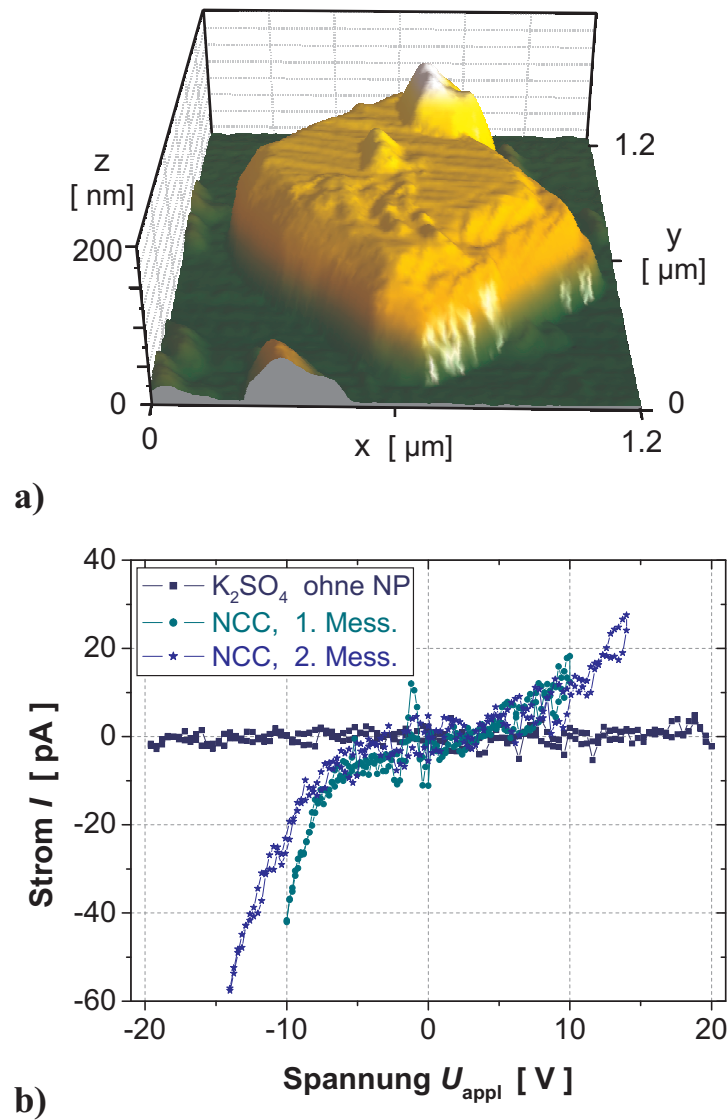 z
[ nm]
200
0
0
x [ µm]
1.2
0
y
[ µm]
1.2
a)
40
20
0
-20
-40
-60
Strom I [ pA]
K₂SO₄ ohne NP
NCC, 1. Mess.
NCC, 2. Mess.
-20 -10 0 10 20
Spannung U_appl [ V ]
b)